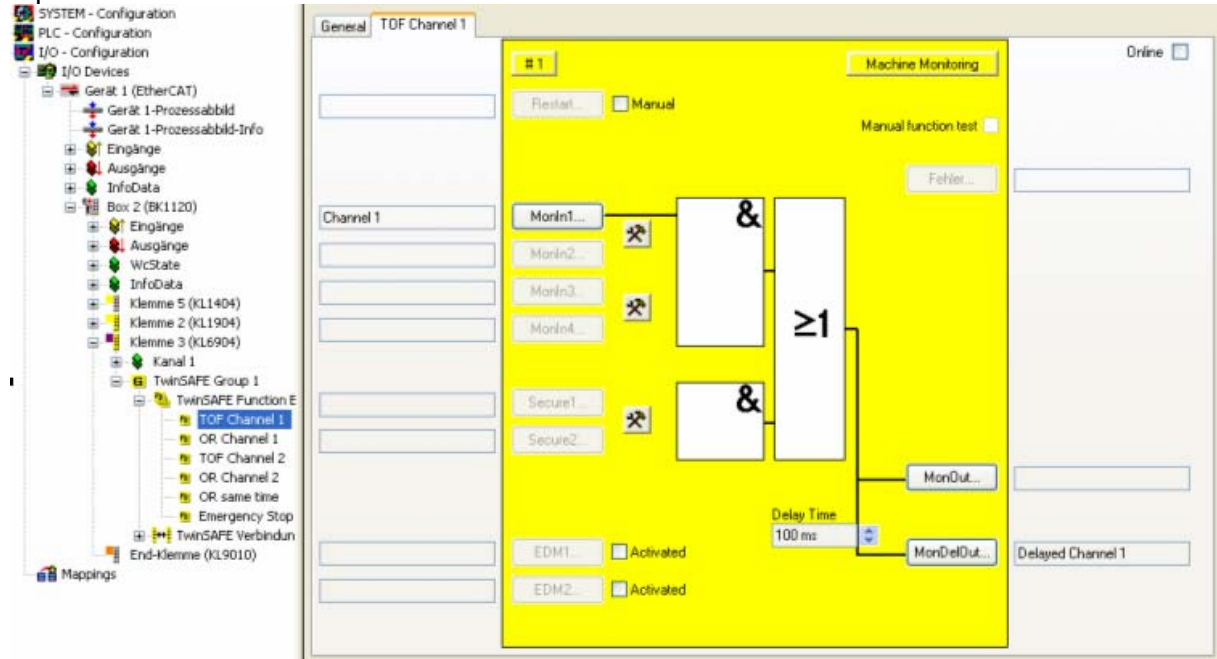 SYSTEM - Configuration
PLC - Configuration
I/O - Configuration
I/O Devices
Gerät 1 (EtherCAT)
Gerät 1-Prozessabbild
Gerät 1-Prozessabbild-Info
Eingänge
Ausgänge
InfoData
Box 2 (BK1120)
Eingänge
Ausgänge
WcState
InfoData
Klemme 5 (KL1404)
Klemme 2 (KL1904)
Klemme 3 (KL6904)
Kanal 1
G TwinSAFE Group 1
TwinSAFE Function E
TOF Channel 1
OR Channel 1
TOF Channel 2
OR Channel 2
OR same time
Emergency Stop
TwinSAFE Verbindun
End-Klemme (KL9010)
Mappings
General TOF Channel 1
# 1 Machine Monitoring Online
Restart... Manual
Manual function test
Fehler...
Channel 1 MonIn1... &
MonIn2...
MonIn3...
MonIn4... ≥1
Secure1... &
Secure2...
MonOut...
Delay Time
100 ms
EDM1... Activated MonDelOut... Delayed Channel 1
EDM2... Activated